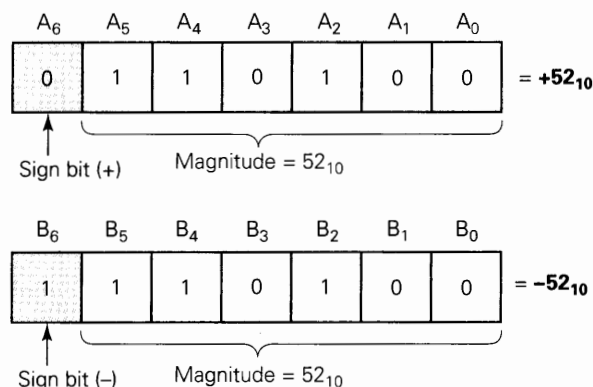 A₆ A₅ A₄ A₃ A₂ A₁ A₀
0 1 1 0 1 0 0 = +52₁₀
Sign bit (+) Magnitude = 52₁₀
B₆ B₅ B₄ B₃ B₂ B₁ B₀
1 1 1 0 1 0 0 = −52₁₀
Sign bit (−) Magnitude = 52₁₀